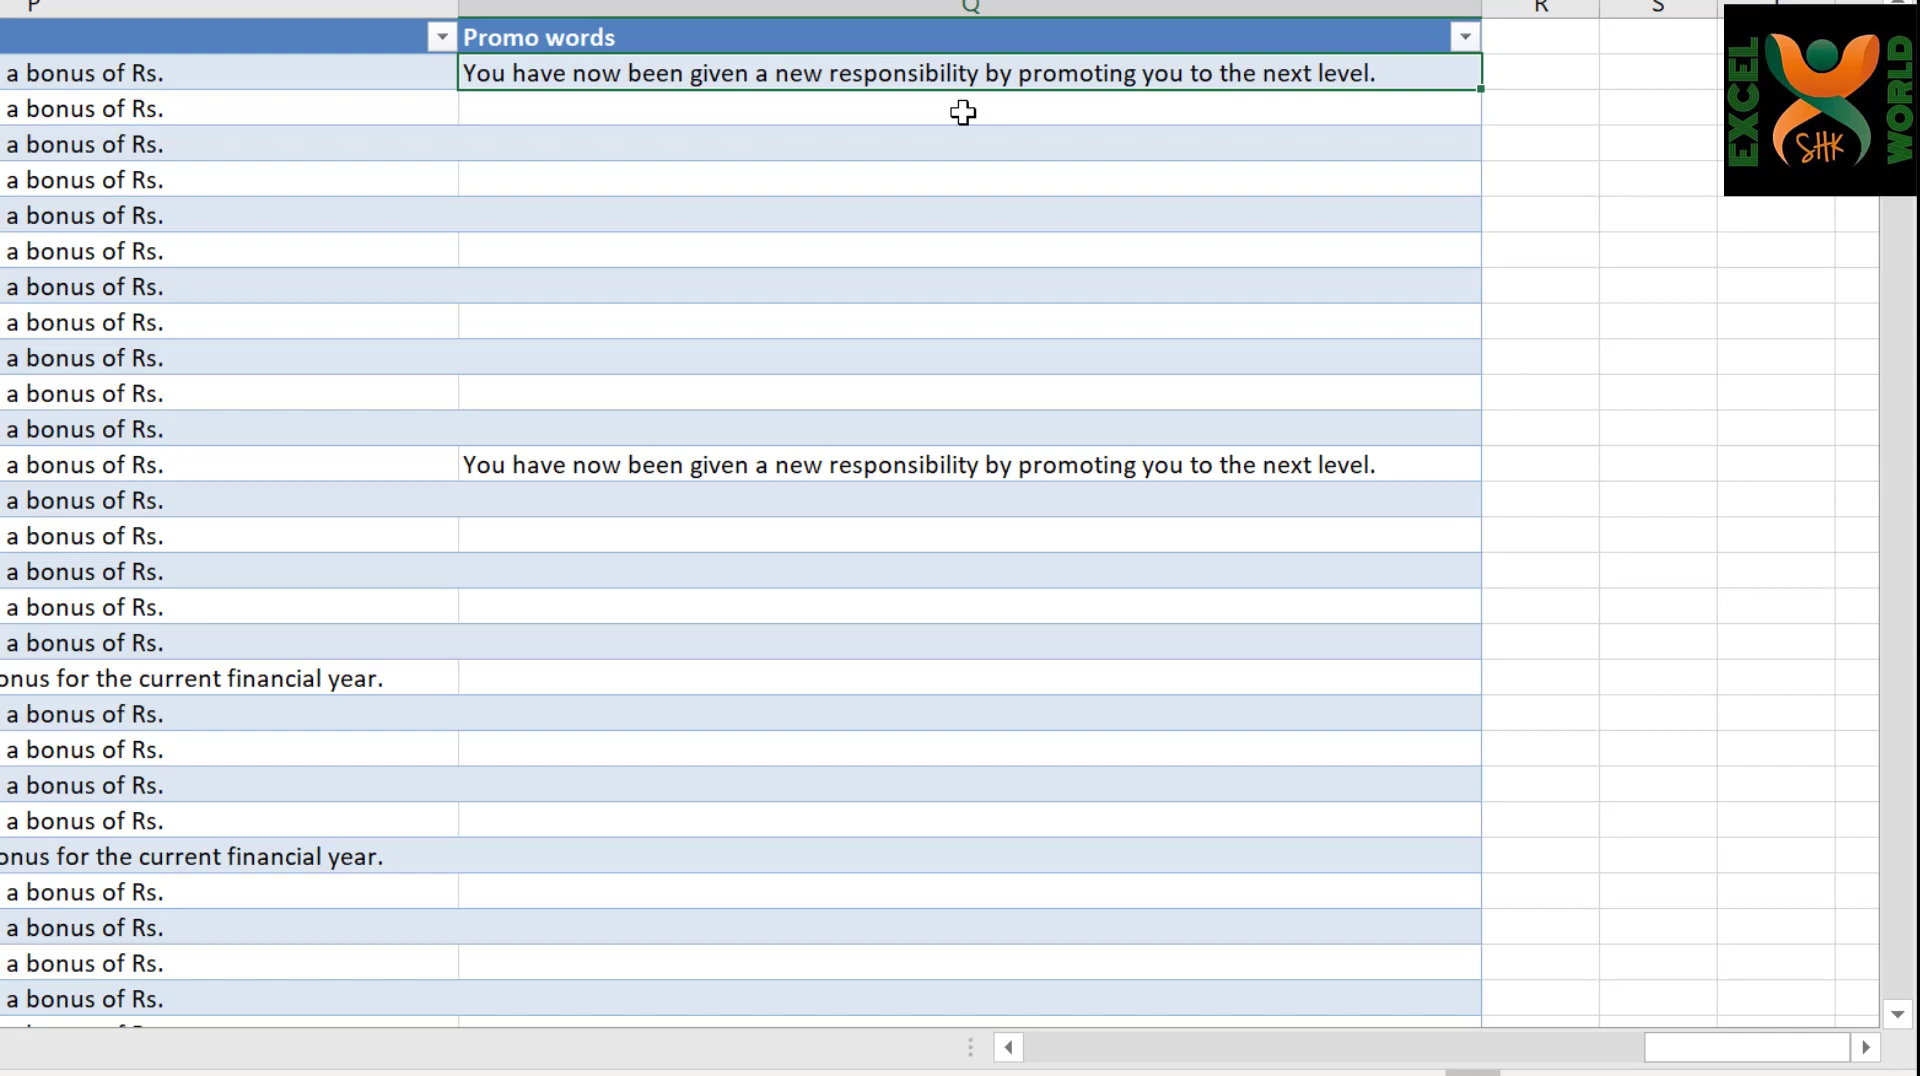 P Q R S
Promo words
a bonus of Rs. You have now been given a new responsibility by promoting you to the next level.
a bonus of Rs.
a bonus of Rs.
a bonus of Rs.
a bonus of Rs.
a bonus of Rs.
a bonus of Rs.
a bonus of Rs.
a bonus of Rs.
a bonus of Rs.
a bonus of Rs.
a bonus of Rs. You have now been given a new responsibility by promoting you to the next level.
a bonus of Rs.
a bonus of Rs.
a bonus of Rs.
a bonus of Rs.
a bonus of Rs.
onus for the current financial year.
a bonus of Rs.
a bonus of Rs.
a bonus of Rs.
a bonus of Rs.
onus for the current financial year.
a bonus of Rs.
a bonus of Rs.
a bonus of Rs.
a bonus of Rs.
EXCEL
SHK
WORLD